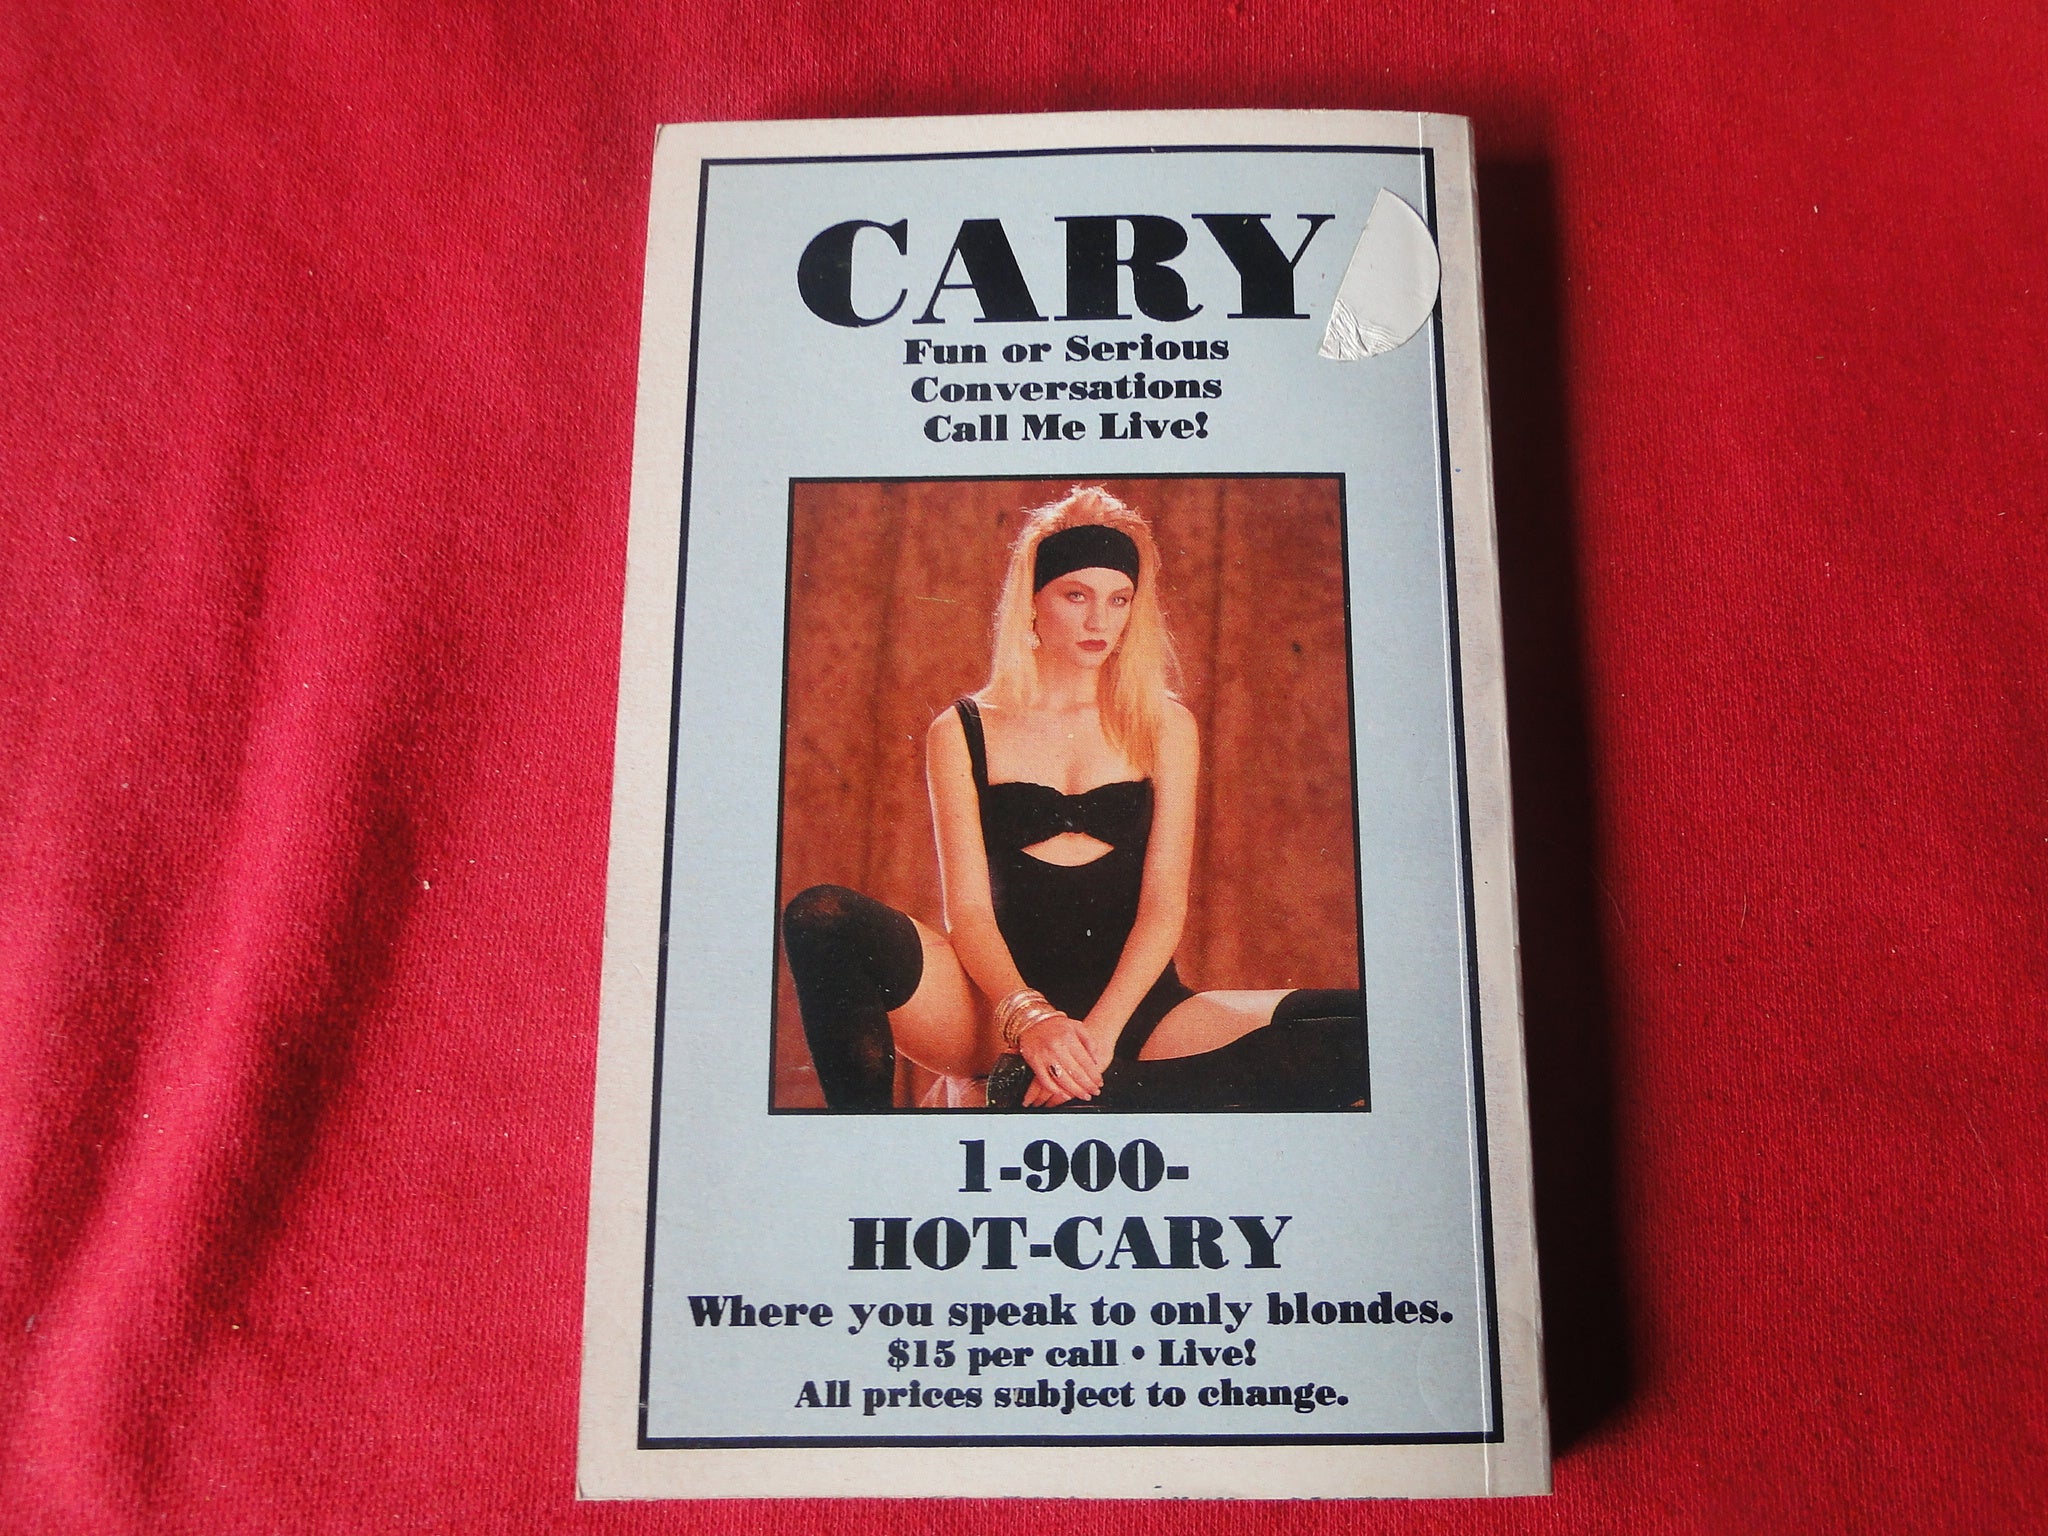 CARY
Fun or Serious
Conversations
Call Me Live!
1-900-
HOT-CARY
Where you speak to only blondes.
$15 per call • Live!
All prices subject to change.